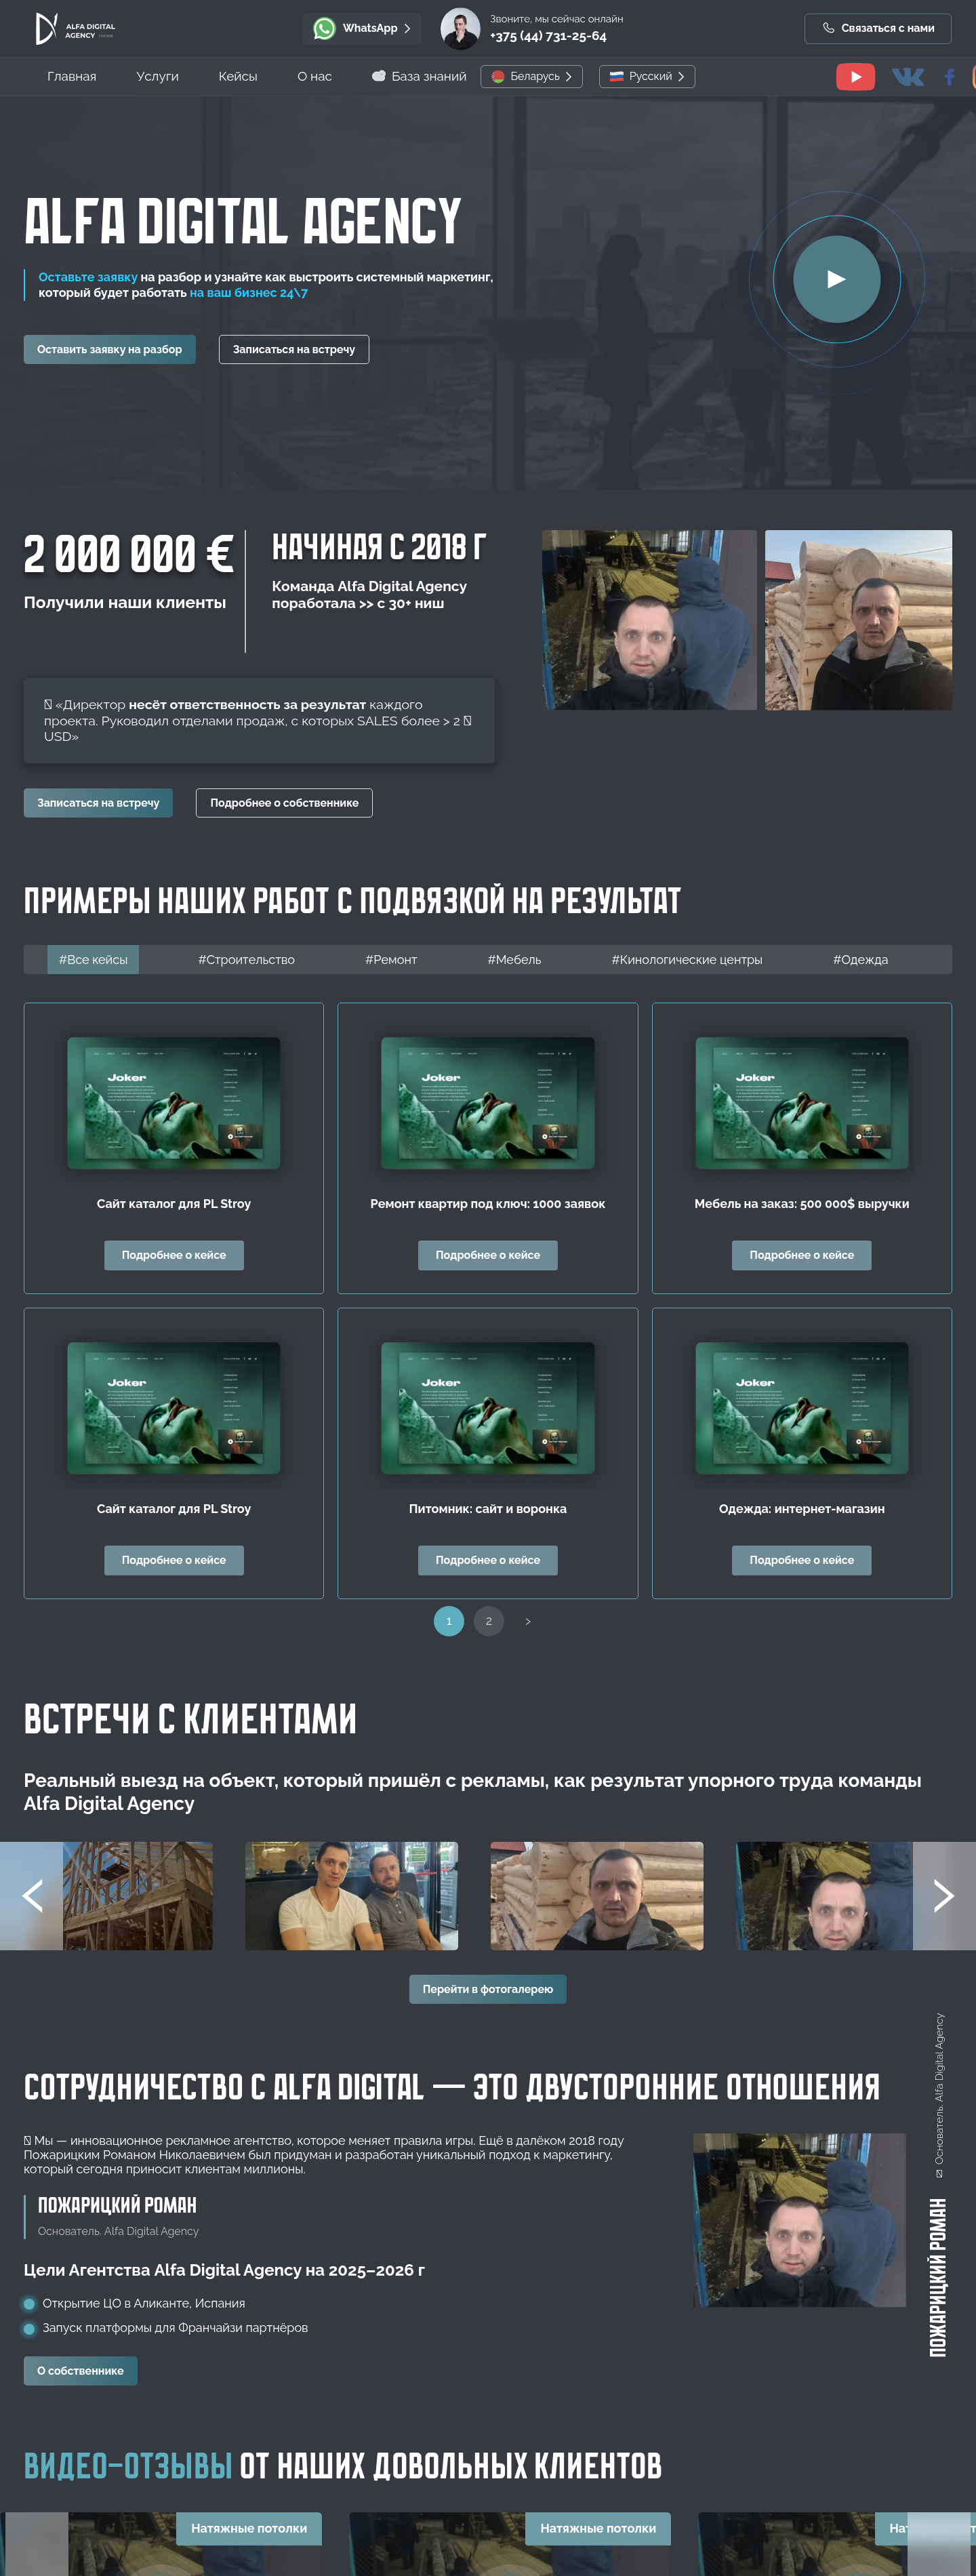 ALFA DIGITAL
AGENCY
WhatsApp
Звоните, мы сейчас онлайн
+375 (44) 731-25-64
Связаться с нами
Главная
Услуги
Кейсы
О нас
База знаний
Беларусь
Русский
ALFA DIGITAL AGENCY
Оставьте заявку на разбор и узнайте как выстроить системный маркетинг,
который будет работать на ваш бизнес 24\7
Оставить заявку на разбор
Записаться на встречу
2 000 000 €
Получили наши клиенты
НАЧИНАЯ С 2018 Г
Команда Alfa Digital Agency
поработала >> с 30+ ниш
«Директор несёт ответственность за результат каждого
проекта. Руководил отделами продаж, с которых SALES более > 2
USD»
Записаться на встречу
Подробнее о собственнике
ПРИМЕРЫ НАШИХ РАБОТ С ПОДВЯЗКОЙ НА РЕЗУЛЬТАТ
#Все кейсы
#Строительство
#Ремонт
#Мебель
#Кинологические центры
#Одежда
Joker
Joker
Joker
Сайт каталог для PL Stroy
Ремонт квартир под ключ: 1000 заявок
Мебель на заказ: 500 000$ выручки
Подробнее о кейсе
Подробнее о кейсе
Подробнее о кейсе
Joker
Joker
Joker
Сайт каталог для PL Stroy
Питомник: сайт и воронка
Одежда: интернет-магазин
Подробнее о кейсе
Подробнее о кейсе
Подробнее о кейсе
1
2
>
ВСТРЕЧИ С КЛИЕНТАМИ
Реальный выезд на объект, который пришёл с рекламы, как результат упорного труда команды
Alfa Digital Agency
Перейти в фотогалерею
СОТРУДНИЧЕСТВО С ALFA DIGITAL — ЭТО ДВУСТОРОННИЕ ОТНОШЕНИЯ
Мы — инновационное рекламное агентство, которое меняет правила игры. Ещё в далёком 2018 году
Пожарицким Романом Николаевичем был придуман и разработан уникальный подход к маркетингу,
который сегодня приносит клиентам миллионы.
ПОЖАРИЦКИЙ РОМАН
Основатель. Alfa Digital Agency
Цели Агентства Alfa Digital Agency на 2025–2026 г
Открытие ЦО в Аликанте, Испания
Запуск платформы для Франчайзи партнёров
О собственнике
ПОЖАРИЦКИЙ РОМАН
Основатель. Alfa Digital Agency
ВИДЕО-ОТЗЫВЫ ОТ НАШИХ ДОВОЛЬНЫХ КЛИЕНТОВ
Натяжные потолки
Натяжные потолки